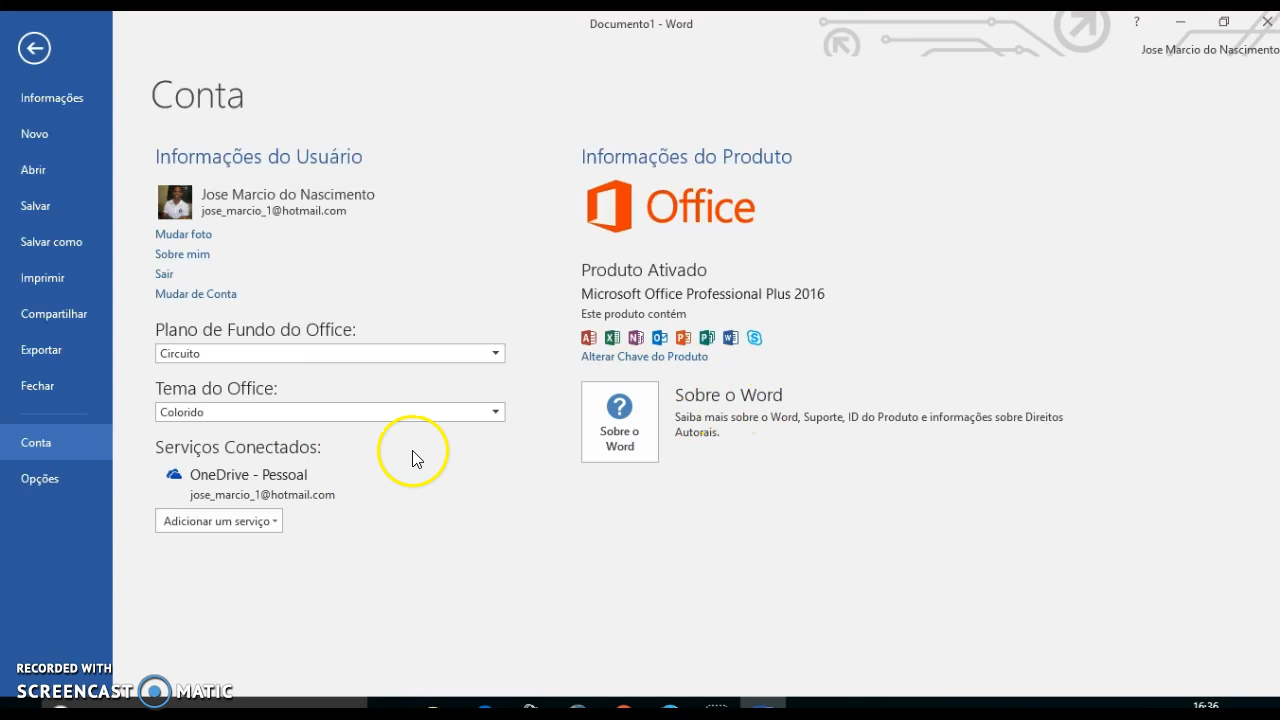 Documento1 - Word
?
Jose Marcio do Nascimento
Informações
Novo
Abrir
Salvar
Salvar como
Imprimir
Compartilhar
Exportar
Fechar
Conta
Opções
Conta
Informações do Usuário
Jose Marcio do Nascimento
jose_marcio_1@hotmail.com
Mudar foto
Sobre mim
Sair
Mudar de Conta
Plano de Fundo do Office:
Circuito
Tema do Office:
Colorido
Serviços Conectados:
OneDrive - Pessoal
jose_marcio_1@hotmail.com
Adicionar um serviço
Informações do Produto
Office
Produto Ativado
Microsoft Office Professional Plus 2016
Este produto contém
Alterar Chave do Produto
?
Sobre o
Word
Sobre o Word
Saiba mais sobre o Word, Suporte, ID do Produto e informações sobre Direitos
Autorais.
RECORDED WITH
SCREENCAST MATIC
16:36